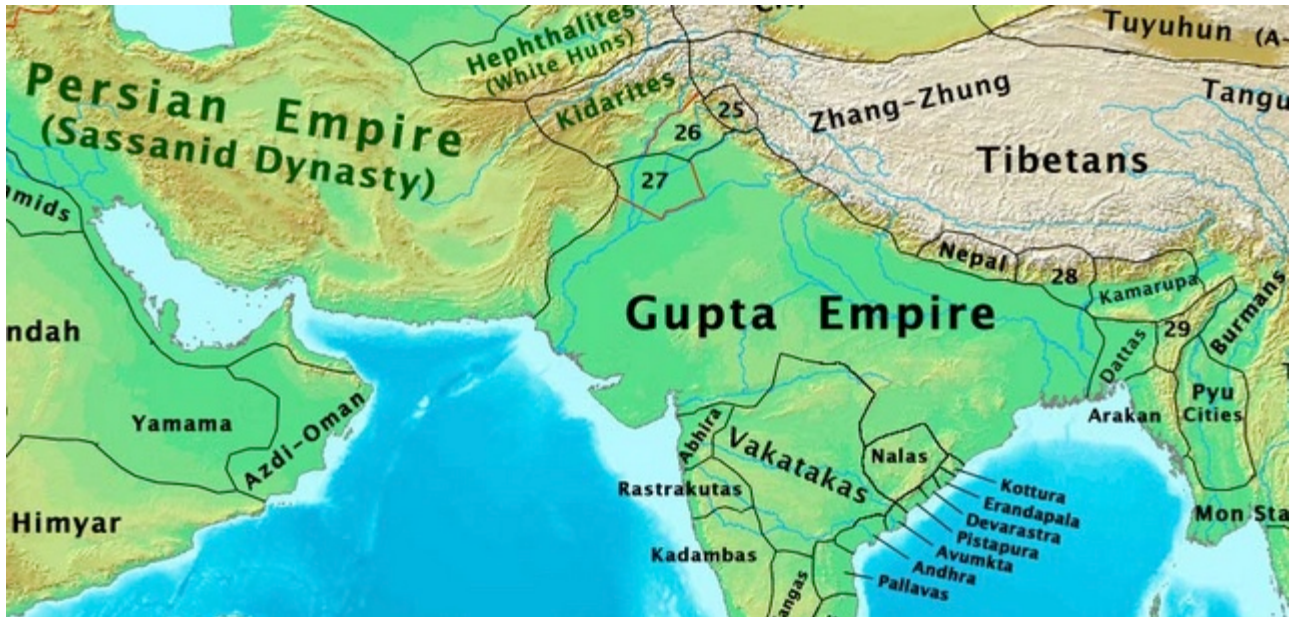 Tuyuhun (A-
Hephthalites
(White Huns)
Persian Empire
(Sassanid Dynasty)
Kidarites
25
26
27
Zhang-Zhung
Tangu
Tibetans
mids
Nepal
28
Kamarupa
29
Burmans
Gupta Empire
ndah
Dattas
Yamama
Azdi-Oman
Arakan
Pyu
Cities
Abhira
Vakatakas
Nalas
Rastrakutas
Kottura
Erandapala
Devarastra
Pistapura
Avumkta
Andhra
Pallavas
Himyar
Mon Sta
Kadambas
angas